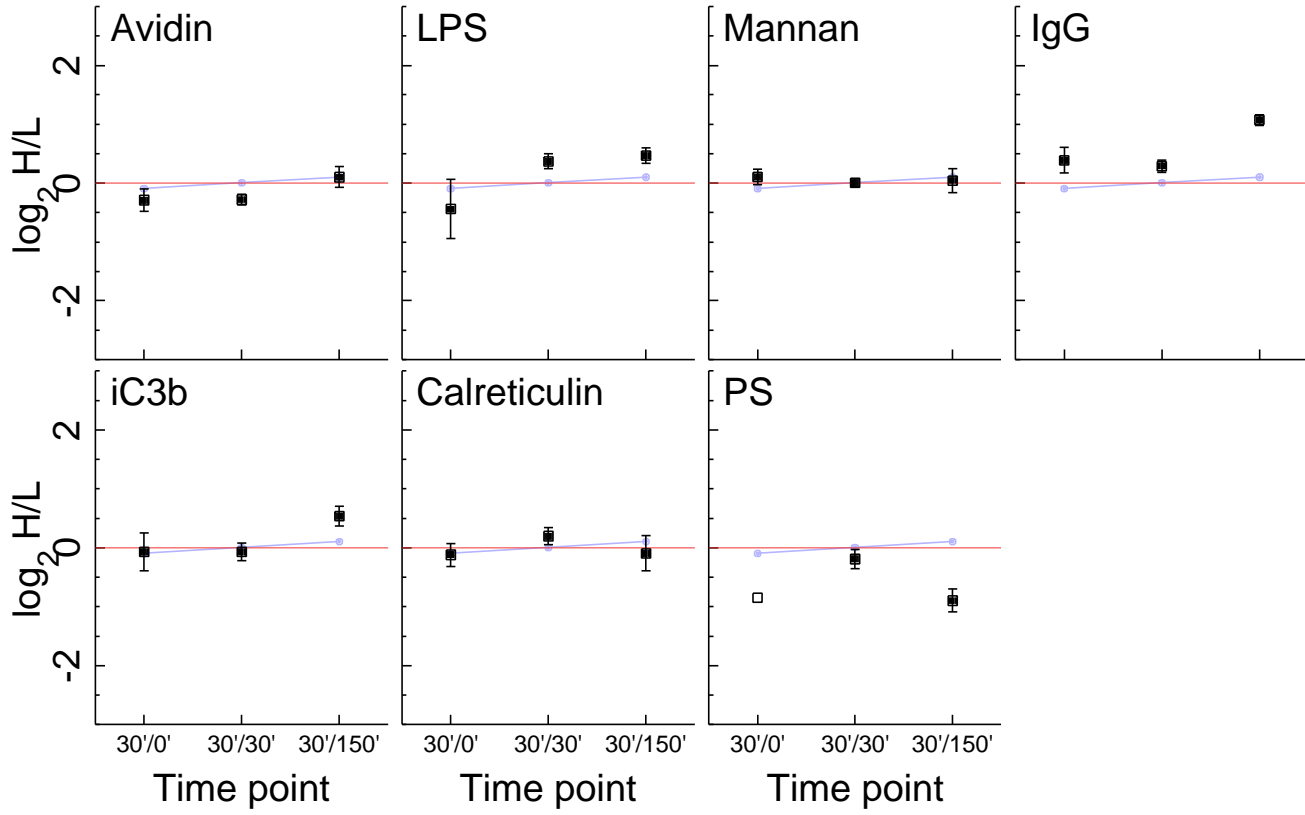 Avidin
LPS
Mannan
IgG
2
0
-2
log2 H/L
iC3b
Calreticulin
PS
2
0
-2
log2 H/L
30'/0' 30'/30' 30'/150'
30'/0' 30'/30' 30'/150'
30'/0' 30'/30' 30'/150'
Time point
Time point
Time point